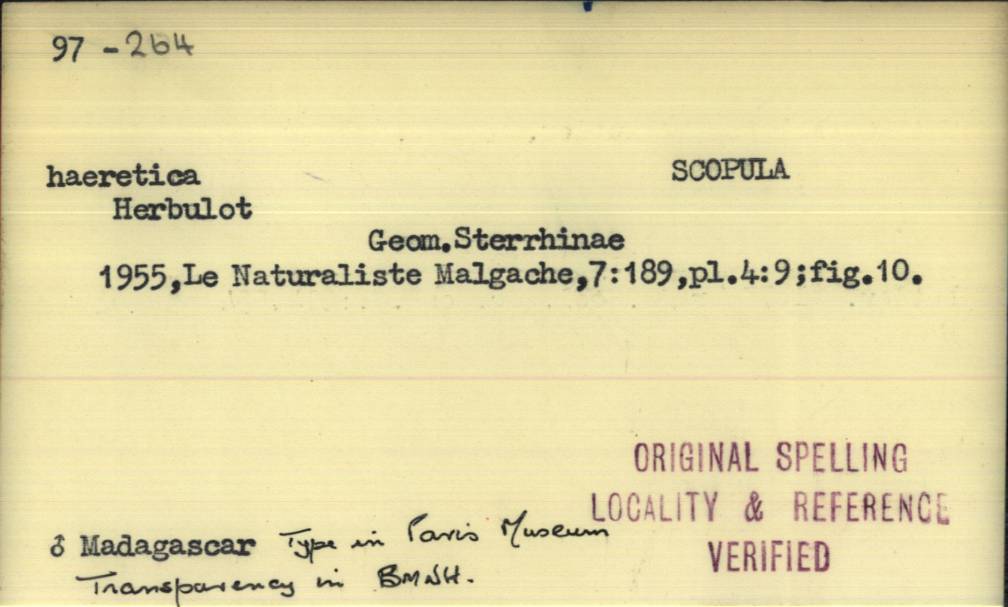 97 - 264
haeretica SCOPULA
Herbulot
Geom.Sterrhinae
1955,Le Naturaliste Malgache,7:189,pl.4:9;fig.10.
ORIGINAL SPELLING
LOCALITY & REFERENCE
VERIFIED
♂ Madagascar Type in Paris Museum
Transparency in BMNH.